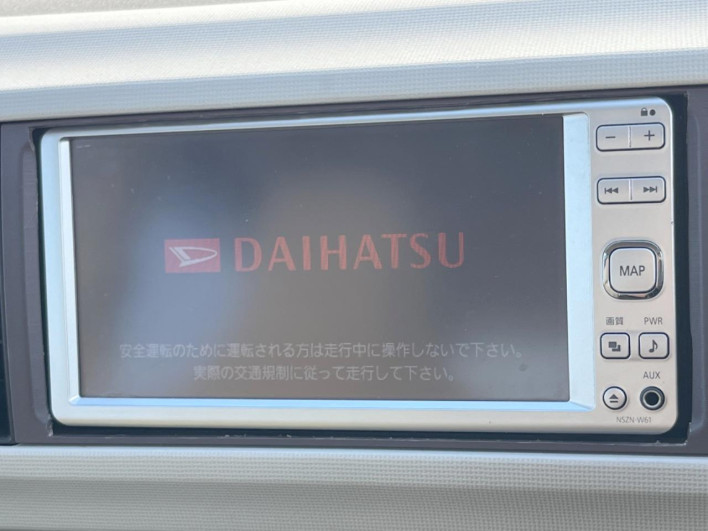 DAIHATSU
安全運転のために運転される方は走行中に操作しないで下さい。
実際の交通規制に従って走行して下さい。
MAP
画質 PWR
AUX
NSZN-W61